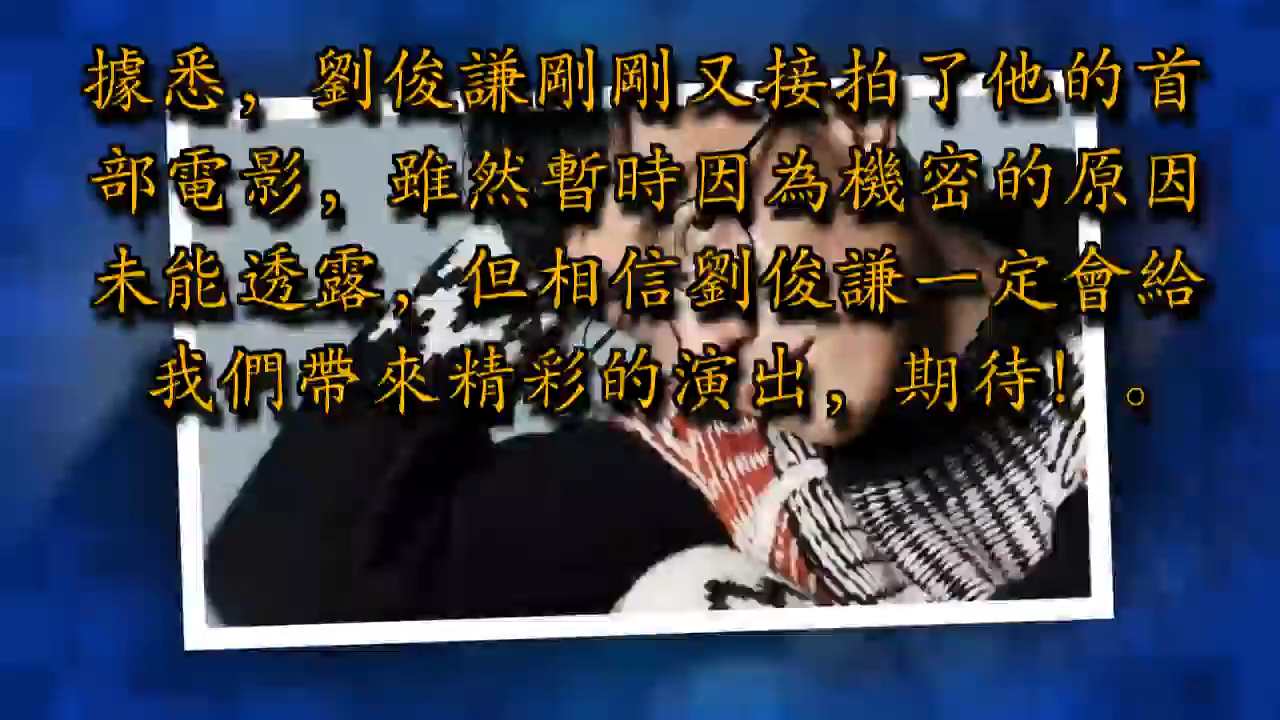 據悉，劉俊謙剛剛又接拍了他的首
部電影，雖然暫時因為機密的原因
未能透露，但相信劉俊謙一定會給
我們帶來精彩的演出，期待！。